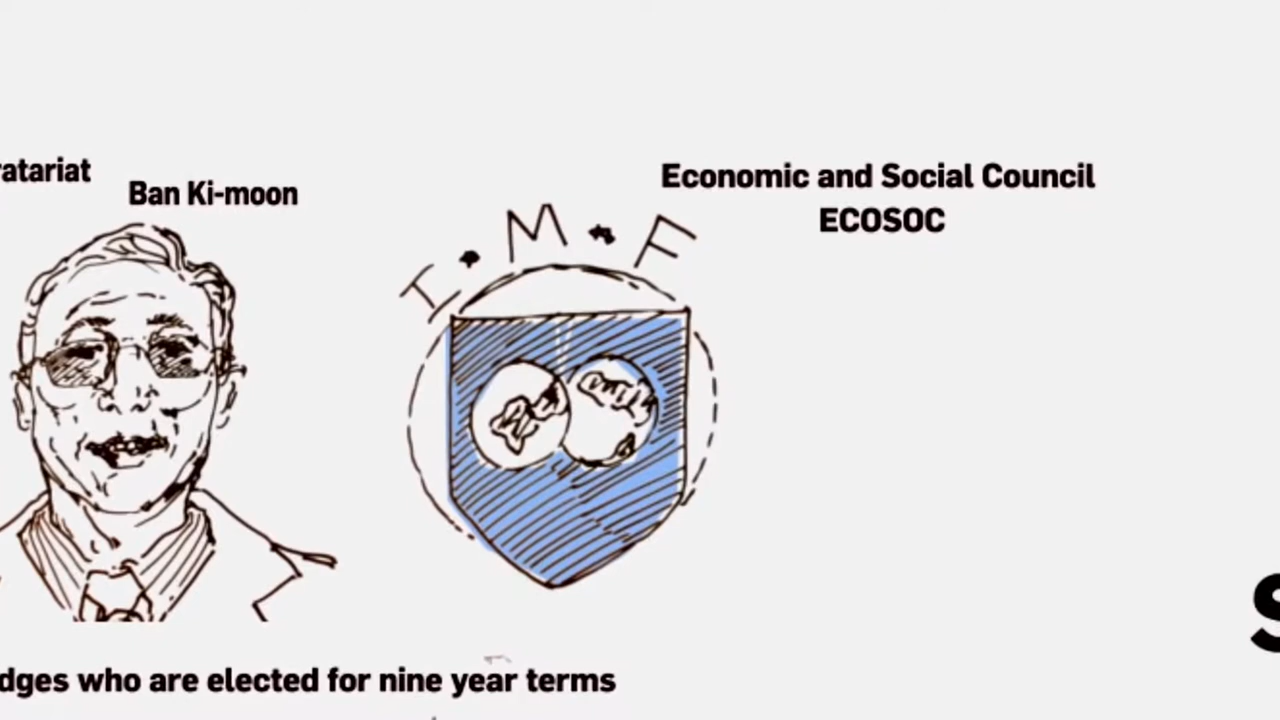 ratariat
Ban Ki-moon
Economic and Social Council
ECOSOC
I • M • F
dges who are elected for nine year terms
S